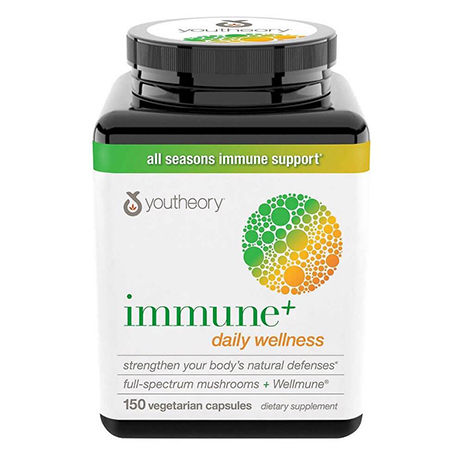 youtheory
all seasons immune support*
youtheory®
immune+
daily wellness
strengthen your body's natural defenses*
full-spectrum mushrooms + Wellmune®
150 vegetarian capsules dietary supplement